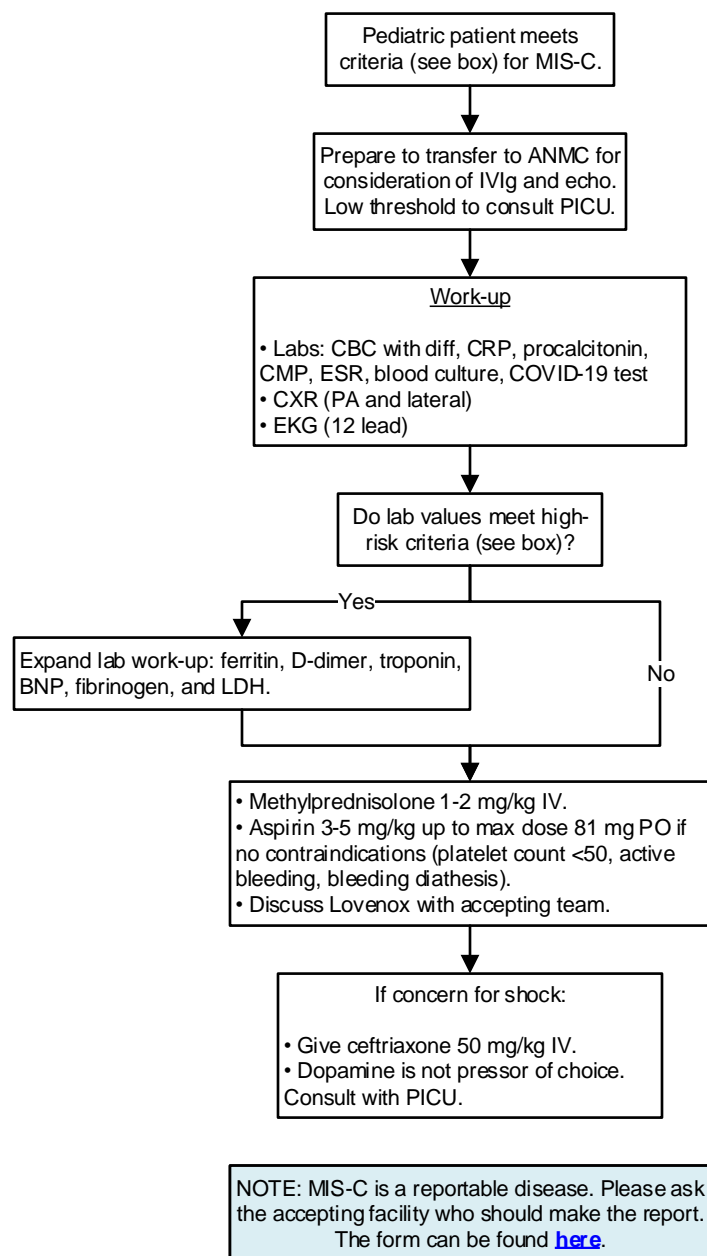 Pediatric patient meets
criteria (see box) for MIS-C.
Prepare to transfer to ANMC for
consideration of IVIg and echo.
Low threshold to consult PICU.
Work-up
• Labs: CBC with diff, CRP, procalcitonin,
CMP, ESR, blood culture, COVID-19 test
• CXR (PA and lateral)
• EKG (12 lead)
Do lab values meet high-
risk criteria (see box)?
Yes
Expand lab work-up: ferritin, D-dimer, troponin,
BNP, fibrinogen, and LDH.
No
• Methylprednisolone 1-2 mg/kg IV.
• Aspirin 3-5 mg/kg up to max dose 81 mg PO if
no contraindications (platelet count <50, active
bleeding, bleeding diathesis).
• Discuss Lovenox with accepting team.
If concern for shock:
• Give ceftriaxone 50 mg/kg IV.
• Dopamine is not pressor of choice.
Consult with PICU.
NOTE: MIS-C is a reportable disease. Please ask
the accepting facility who should make the report.
The form can be found here.